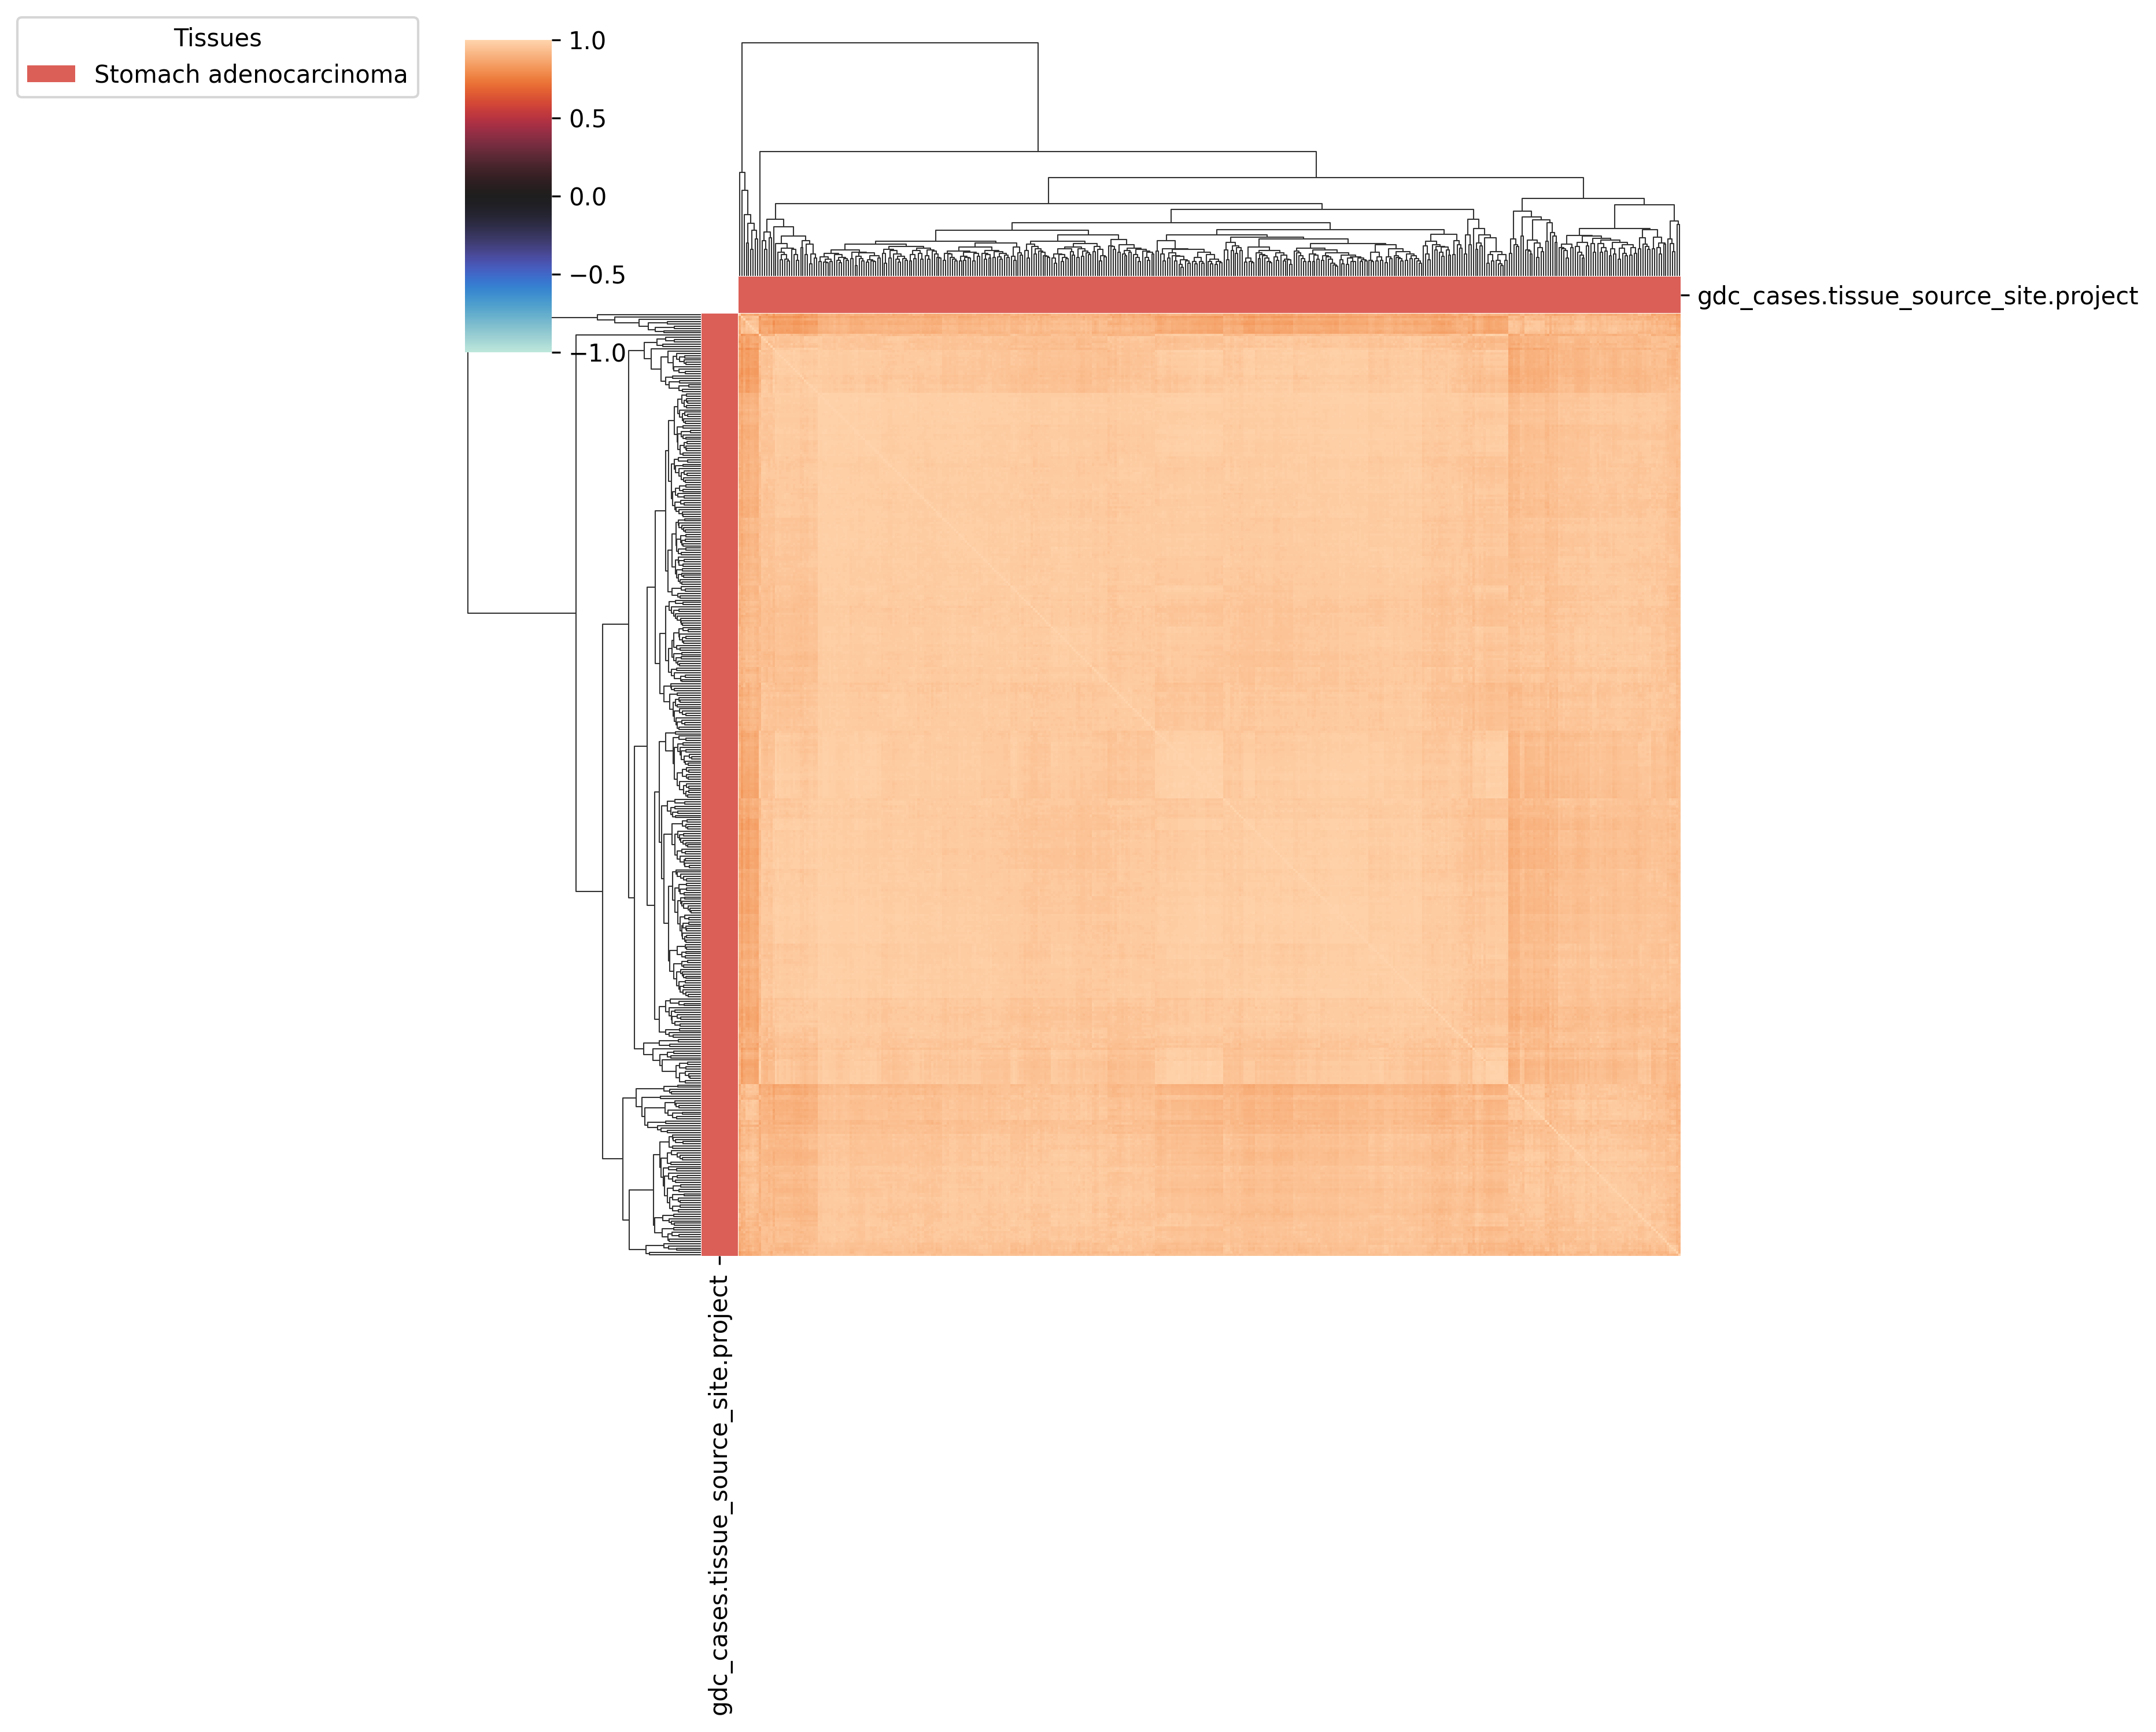 Tissues
Stomach adenocarcinoma
1.0
0.5
0.0
−0.5
−1.0
gdc_cases.tissue_source_site.project
gdc_cases.tissue_source_site.project